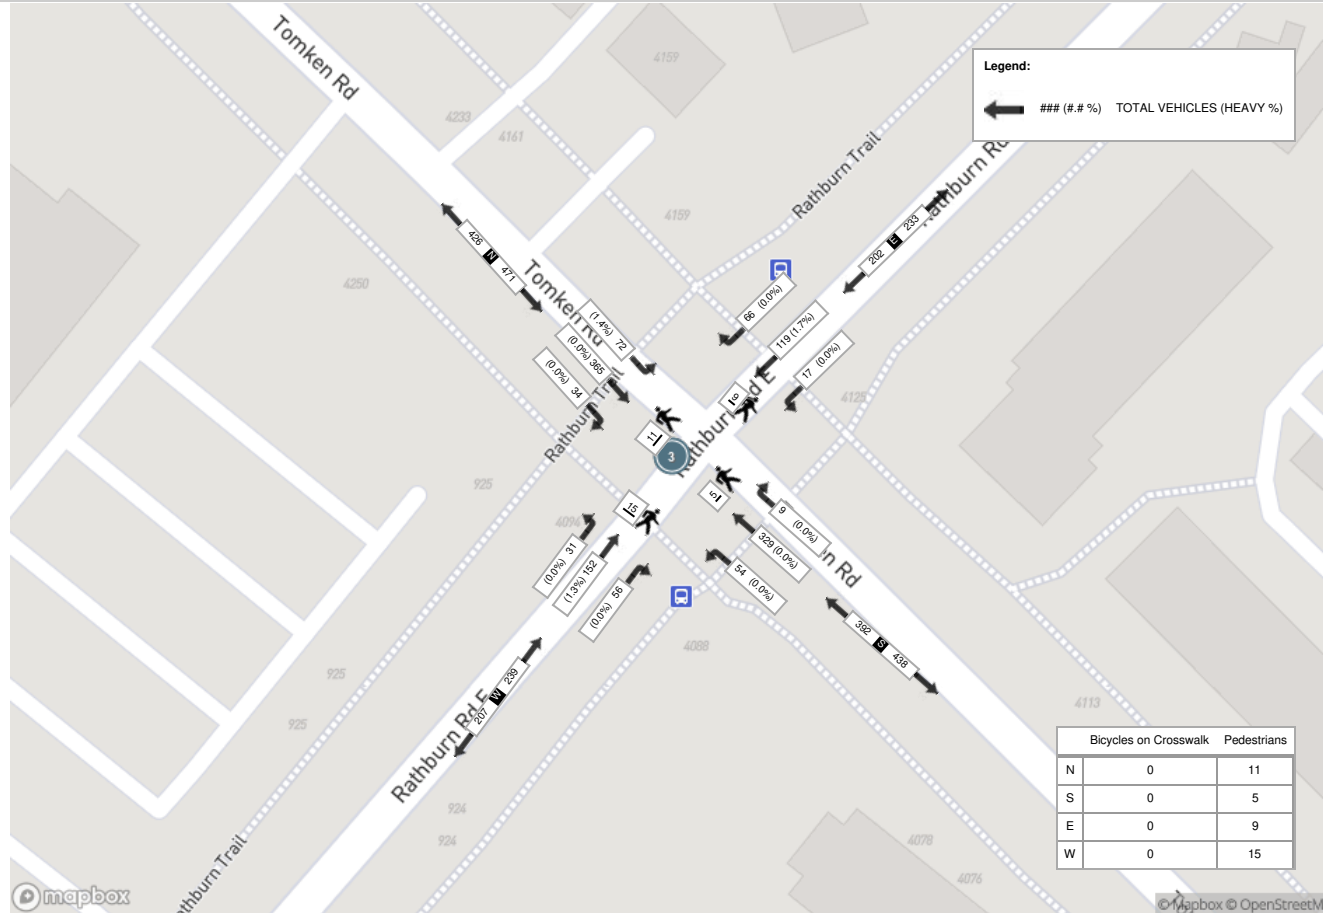 Tomken Rd
4159
Legend:
### (#.# %) TOTAL VEHICLES (HEAVY %)
4233
4161
Rathburn Trail
Rathburn Rd
4159
426 N 471
202 E 233
4250
Tomken Rd
66 (0.0%)
119 (1.7%)
17 (0.0%)
(1.4%) 72
(0.0%) 365
(0.0%) 34
Rathburn Trail
9
4125
Rathburn Rd E
11
3
925
15
5
4094
9 (0.0%)
329 (0.0%)
54 (0.0%)
en Rd
(0.0%) 31
(1.3%) 152
(0.0%) 56
392 S 438
4088
925
207 W 239
Rathburn Rd E
925
4113
Bicycles on Crosswalk Pedestrians
N 0 11
S 0 5
E 0 9
W 0 15
924
924
4078
4076
thburn Trail
mapbox
© Mapbox © OpenStreetM